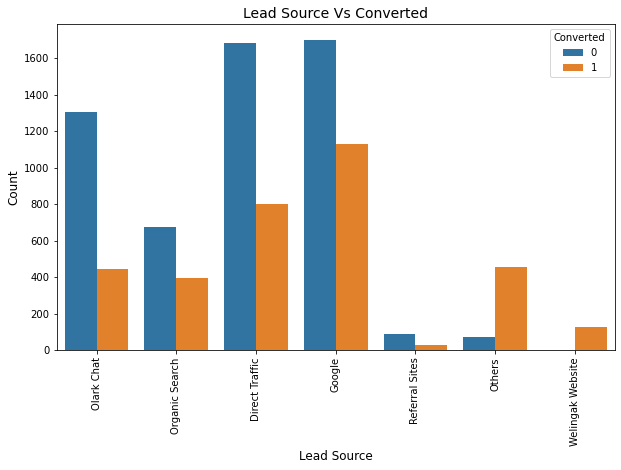 Lead Source Vs Converted
Converted
0
1
Count
1600
1400
1200
1000
800
600
400
200
0
Olark Chat
Organic Search
Direct Traffic
Google
Referral Sites
Others
Welingak Website
Lead Source